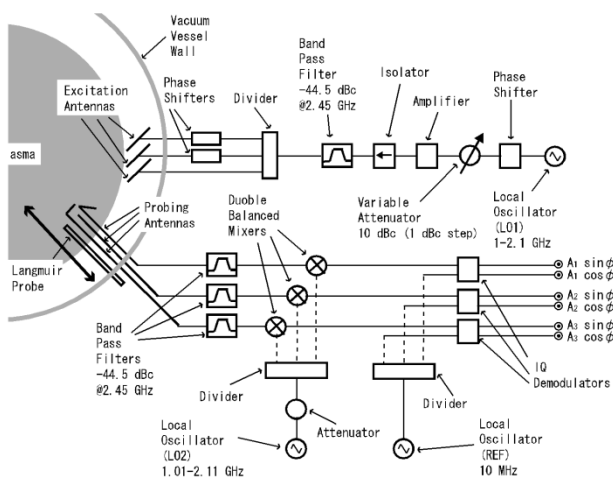 Vacuum
Vessel
Wall
Excitation
Antennas
Phase
Shifters
Divider
Band
Pass
Filter
-44.5 dBc
@2.45 GHz
Isolator
Amplifier
Phase
Shifter
asma
Variable
Attenuator
10 dBc (1 dBc step)
Local
Oscillator
(LO1)
1-2.1 GHz
Probing
Antennas
Duoble
Balanced
Mixers
Langmuir
Probe
A1 sinϕ
A1 cosϕ
A2 sinϕ
A2 cosϕ
A3 sinϕ
A3 cosϕ
Band
Pass
Filters
-44.5 dBc
@2.45 GHz
Divider
Attenuator
Local
Oscillator
(LO2)
1.01-2.11 GHz
Divider
IQ
Demodulators
Local
Oscillator
(REF)
10 MHz